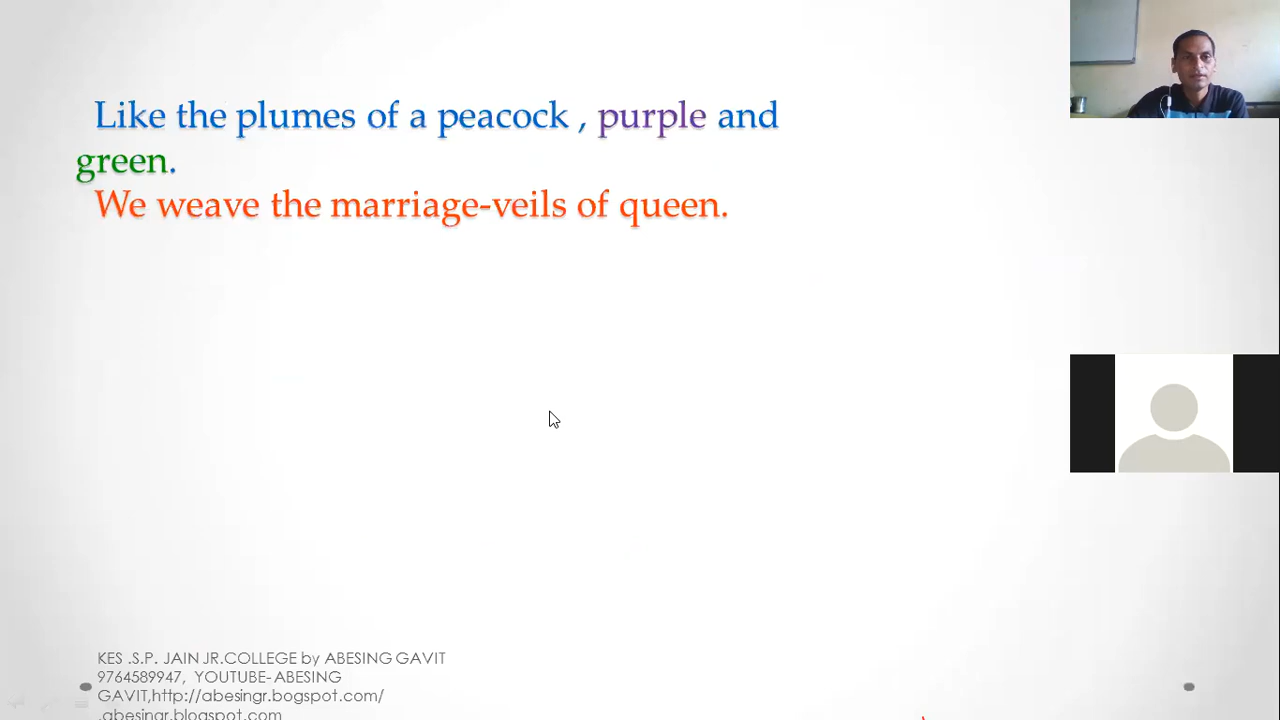 Like the plumes of a peacock , purple and
green.
We weave the marriage-veils of queen.
KES .S.P. JAIN JR.COLLEGE by ABESING GAVIT
9764589947, YOUTUBE- ABESING
GAVIT,http://abesingr.bogspot.com/
.abesingr.blogspot.com